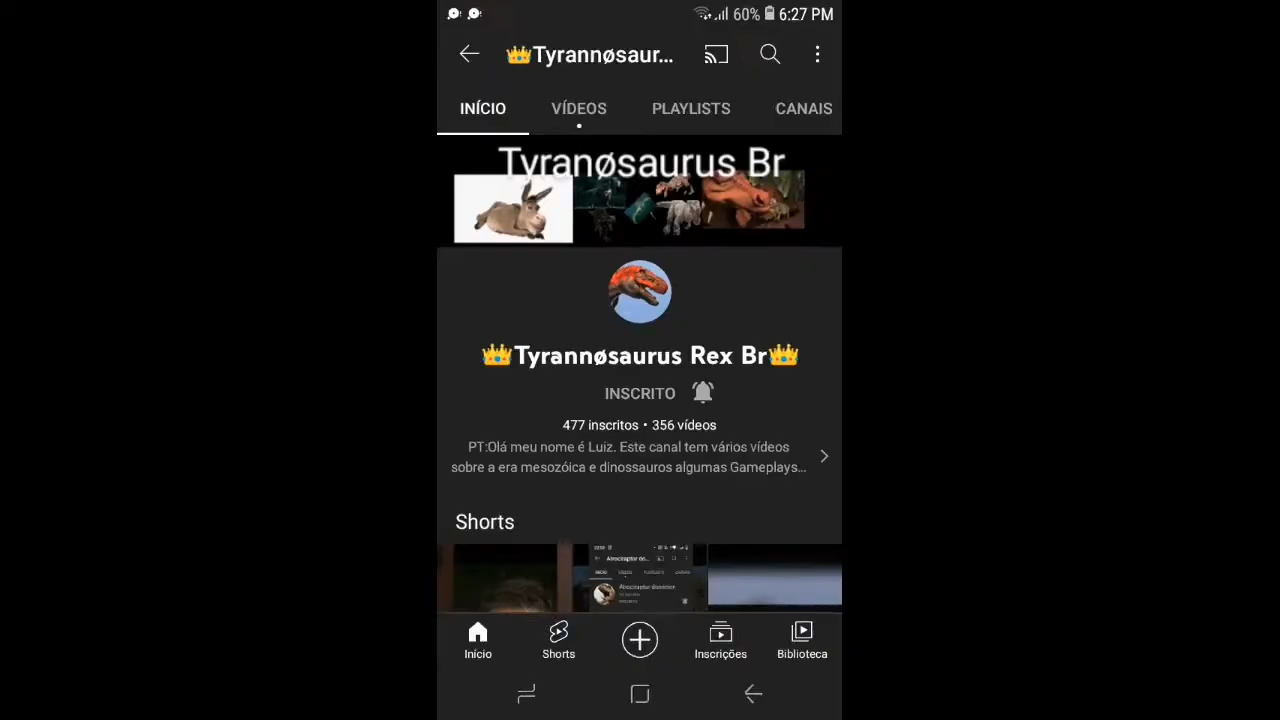 60% 6:27 PM
👑Tyrannøsaur...
INÍCIO VÍDEOS PLAYLISTS CANAIS
Tyranøsaurus Br
👑Tyrannøsaurus Rex Br👑
INSCRITO
477 inscritos • 356 vídeos
PT:Olá meu nome é Luiz. Este canal tem vários vídeos
sobre a era mesozóica e dinossauros algumas Gameplays...
Shorts
Início Shorts Inscrições Biblioteca